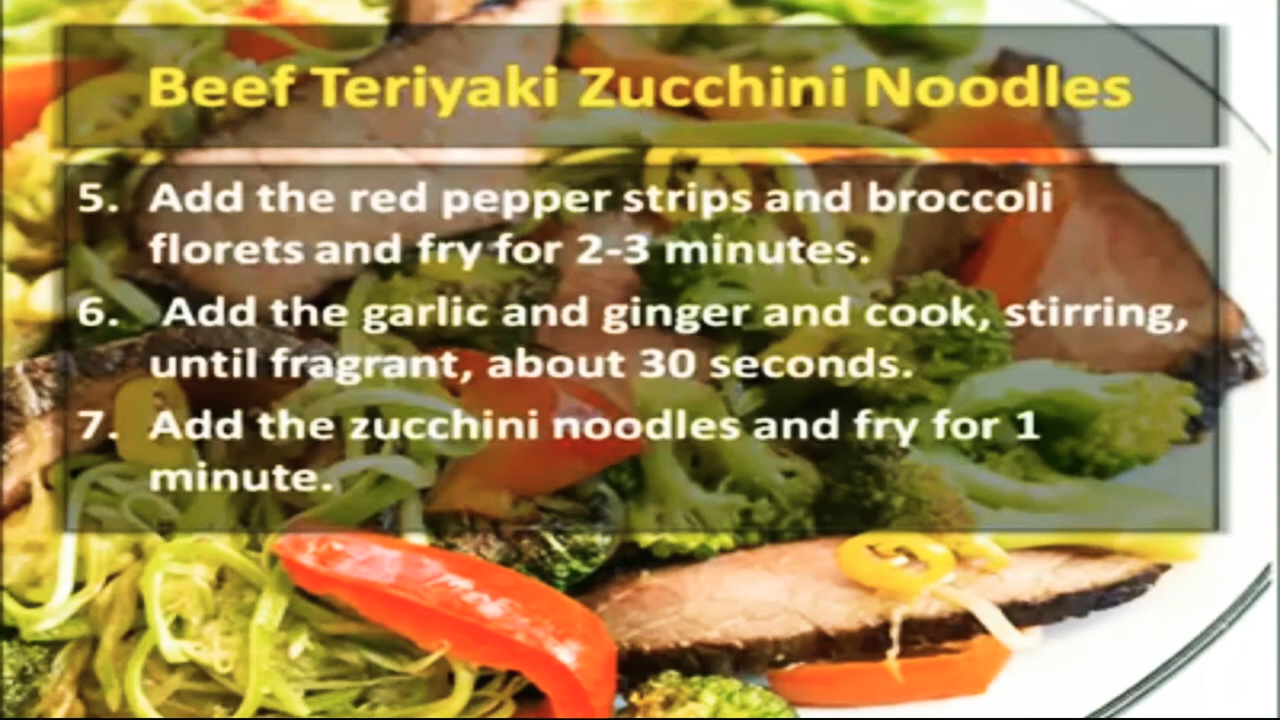 Beef Teriyaki Zucchini Noodles
5. Add the red pepper strips and broccoli
florets and fry for 2-3 minutes.
6. Add the garlic and ginger and cook, stirring,
until fragrant, about 30 seconds.
7. Add the zucchini noodles and fry for 1
minute.